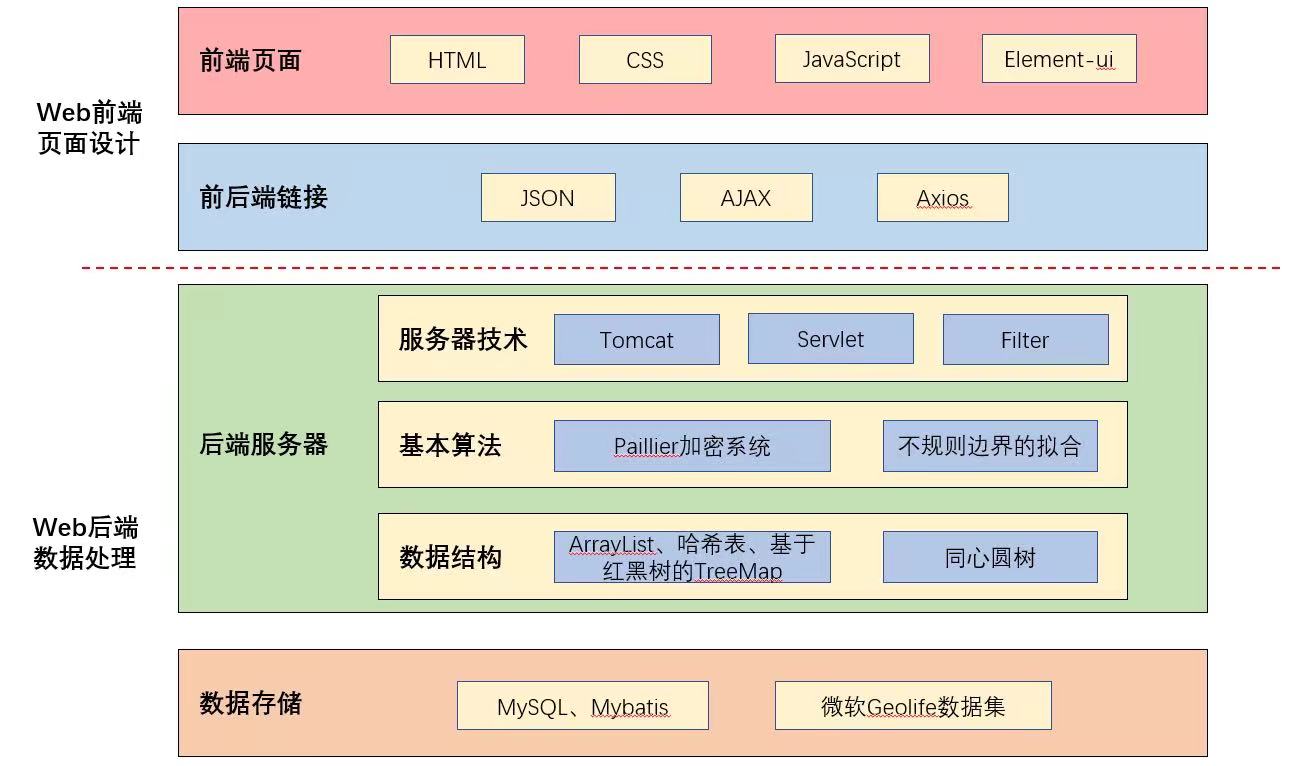 前端页面
HTML
CSS
JavaScript
Element-ui
Web前端
页面设计
前后端链接
JSON
AJAX
Axios
服务器技术
Tomcat
Servlet
Filter
后端服务器
基本算法
Paillier加密系统
不规则边界的拟合
Web后端
数据处理
数据结构
ArrayList、哈希表、基于
红黑树的TreeMap
同心圆树
数据存储
MySQL、Mybatis
微软Geolife数据集